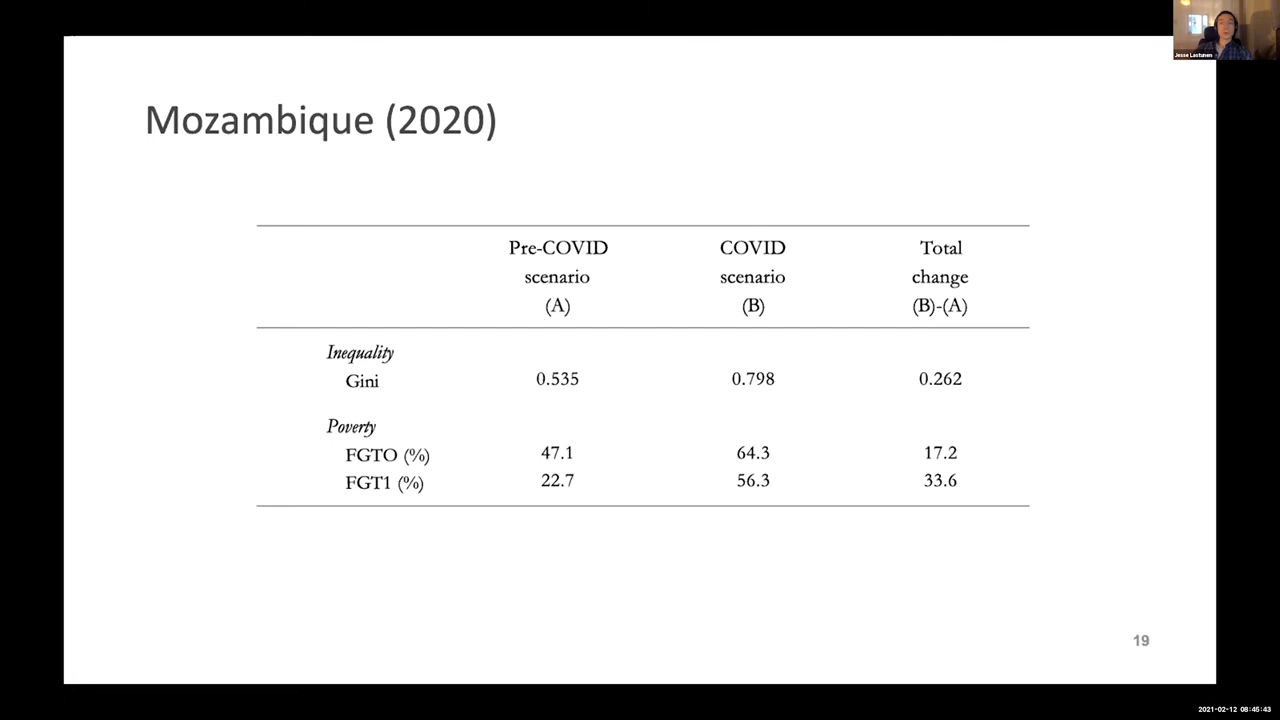 Jesse Lastunen
Mozambique (2020)
Pre-COVID scenario (A)
COVID scenario (B)
Total change (B)-(A)
Inequality
Gini 0.535 0.798 0.262
Poverty
FGTO (%) 47.1 64.3 17.2
FGT1 (%) 22.7 56.3 33.6
19
2021-02-12 08:45:43